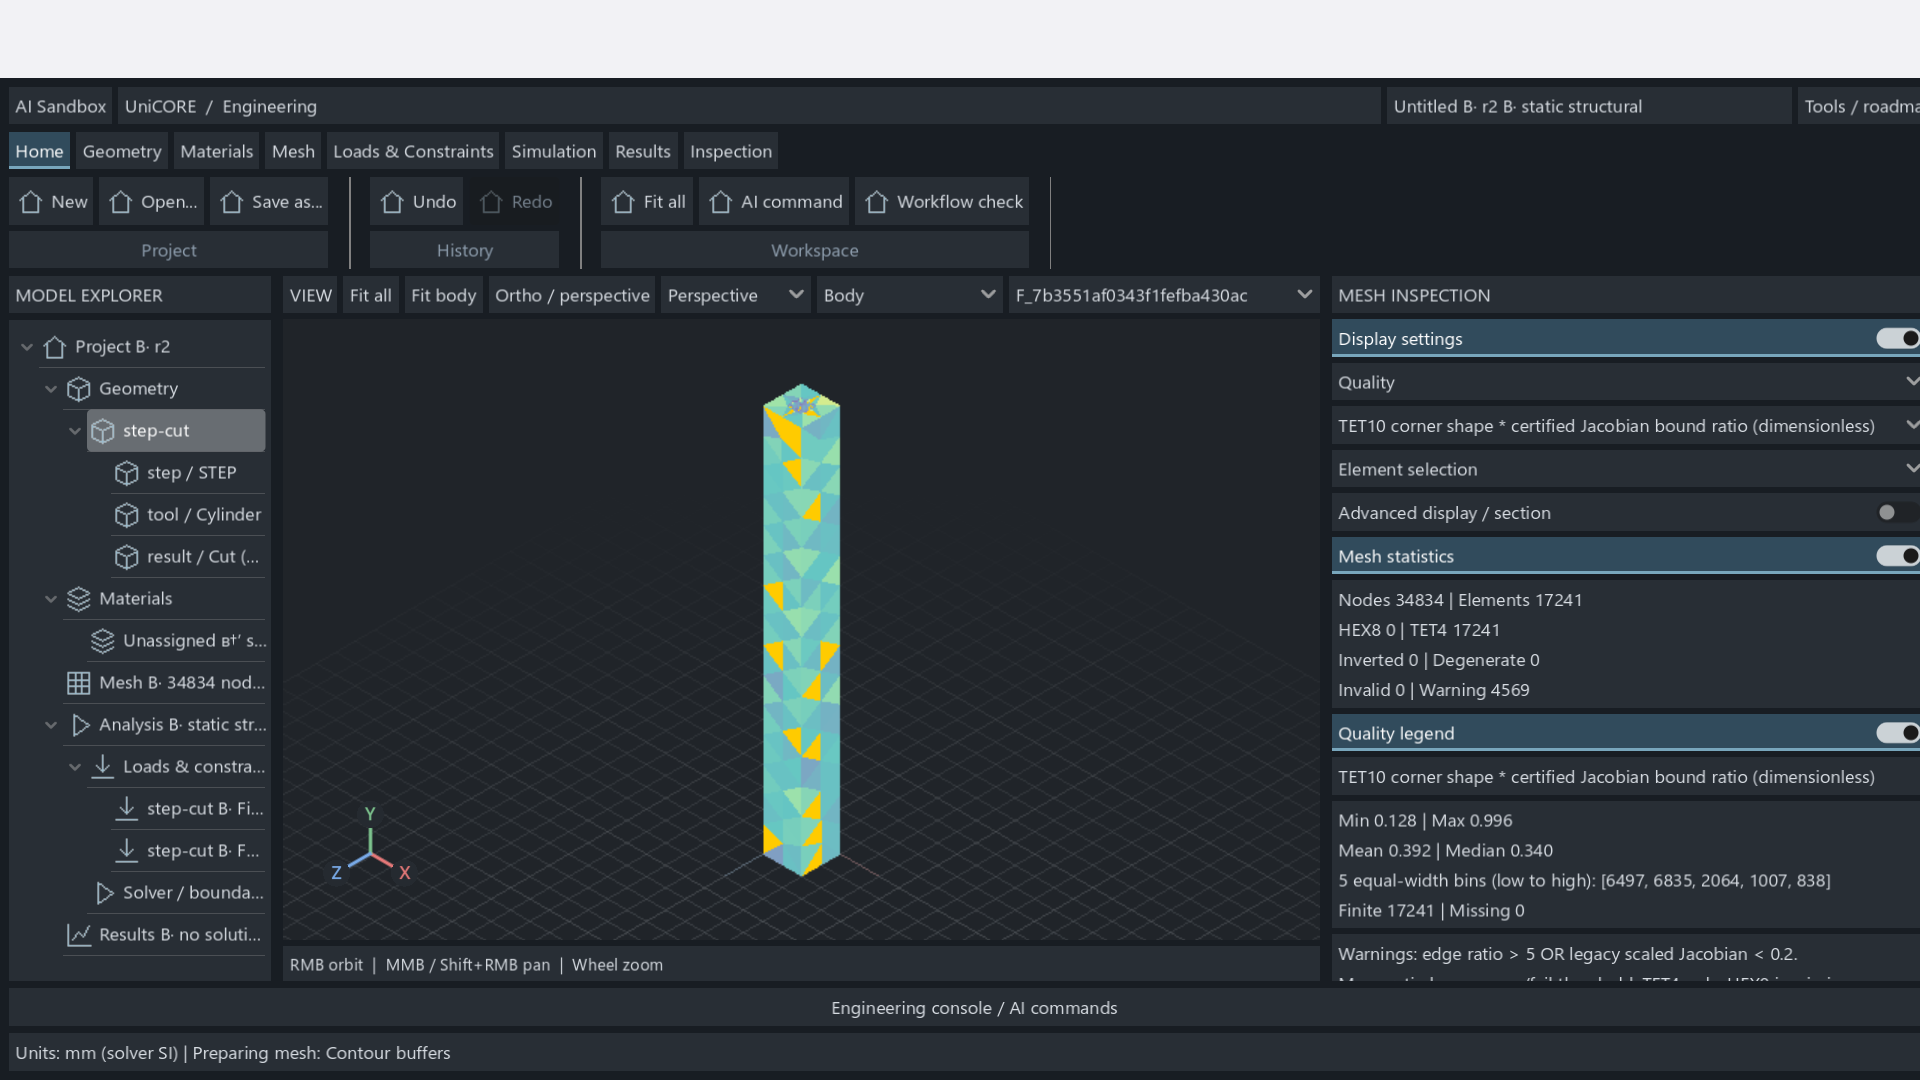 AI Sandbox
UniCORE / Engineering
Untitled В· r2 В· static structural
Tools / roadma
Home
Geometry
Materials
Mesh
Loads & Constraints
Simulation
Results
Inspection
New
Open...
Save as...
Undo
Redo
Fit all
AI command
Workflow check
Project
History
Workspace
MODEL EXPLORER
VIEW
Fit all
Fit body
Ortho / perspective
Perspective
Body
F_7b3551af0343f1fefba430ac
MESH INSPECTION
Project В· r2
Geometry
step-cut
step / STEP
tool / Cylinder
result / Cut (...
Materials
Unassigned в†’ s...
Mesh В· 34834 nod...
Analysis В· static str...
Loads & constra...
step-cut В· Fi...
step-cut В· F...
Solver / bounda...
Results В· no soluti...
Y
Z
X
RMB orbit | MMB / Shift+RMB pan | Wheel zoom
Display settings
Quality
TET10 corner shape * certified Jacobian bound ratio (dimensionless)
Element selection
Advanced display / section
Mesh statistics
Nodes 34834 | Elements 17241
HEX8 0 | TET4 17241
Inverted 0 | Degenerate 0
Invalid 0 | Warning 4569
Quality legend
TET10 corner shape * certified Jacobian bound ratio (dimensionless)
Min 0.128 | Max 0.996
Mean 0.392 | Median 0.340
5 equal-width bins (low to high): [6497, 6835, 2064, 1007, 838]
Finite 17241 | Missing 0
Warnings: edge ratio > 5 OR legacy scaled Jacobian < 0.2.
Engineering console / AI commands
Units: mm (solver SI) | Preparing mesh: Contour buffers